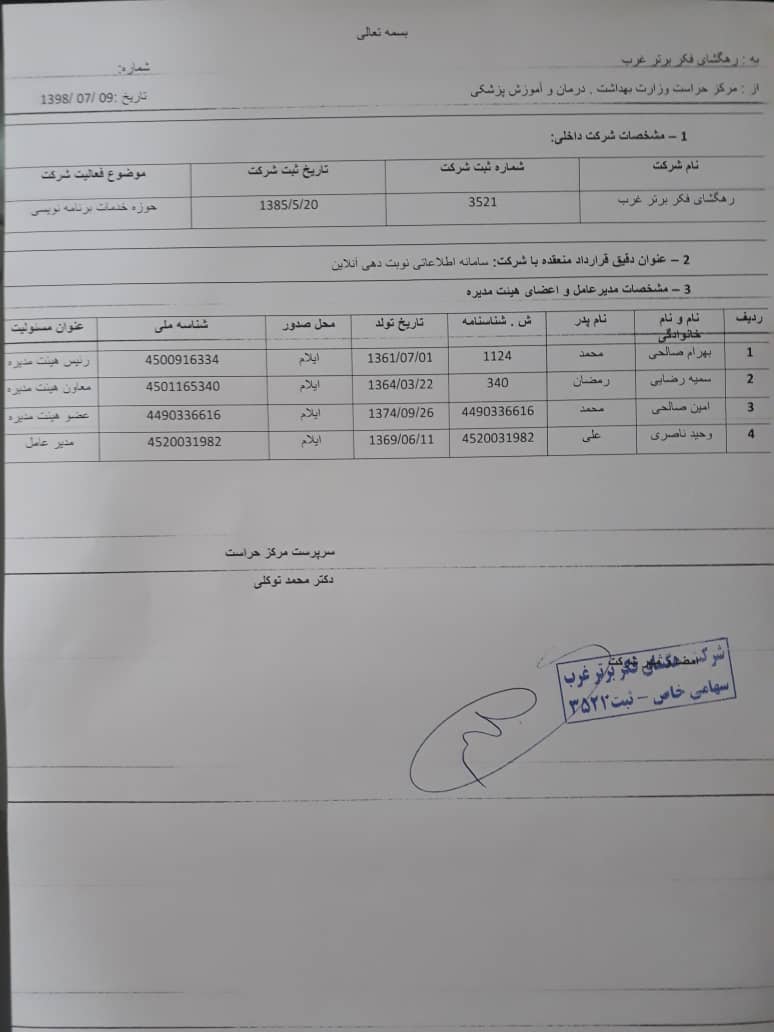 بسمه تعالی
به : رهگشای فکر برتر غرب
شماره:
از : مرکز حراست وزارت بهداشت . درمان و آموزش پزشکی
تاریخ :09 /07 /1398
1 – مشخصات شرکت داخلی:
نام شرکت شماره ثبت شرکت تاریخ ثبت شرکت موضوع فعالیت شرکت
رهگشای فکر برتر غرب 3521 1385/5/20 حوزه خدمات برنامه نویسی
2 – عنوان دقیق قرارداد منعقده با شرکت: سامانه اطلاعاتی نوبت دهی آنلاین
3 – مشخصات مدیرعامل و اعضای هیئت مدیره
ردیف نام و نام خانوادگی نام پدر ش . شناسنامه تاریخ تولد محل صدور شناسه ملی عنوان مسئولیت
1 بهرام صالحی محمد 1124 1361/07/01 ایلام 4500916334 رئیس هیئت مدیره
2 سمیه رضایی رمضان 340 1364/03/22 ایلام 4501165340 معاون هیئت مدیره
3 امین صالحی محمد 4490336616 1374/09/26 ایلام 4490336616 عضو هیئت مدیره
4 وحید ناصری علی 4520031982 1369/06/11 ایلام 4520031982 مدیر عامل
سرپرست مرکز حراست
دکتر محمد توکلی
شرکت رهگشای فکر برتر غرب
سهامی خاص – ثبت ۳۵۲۱